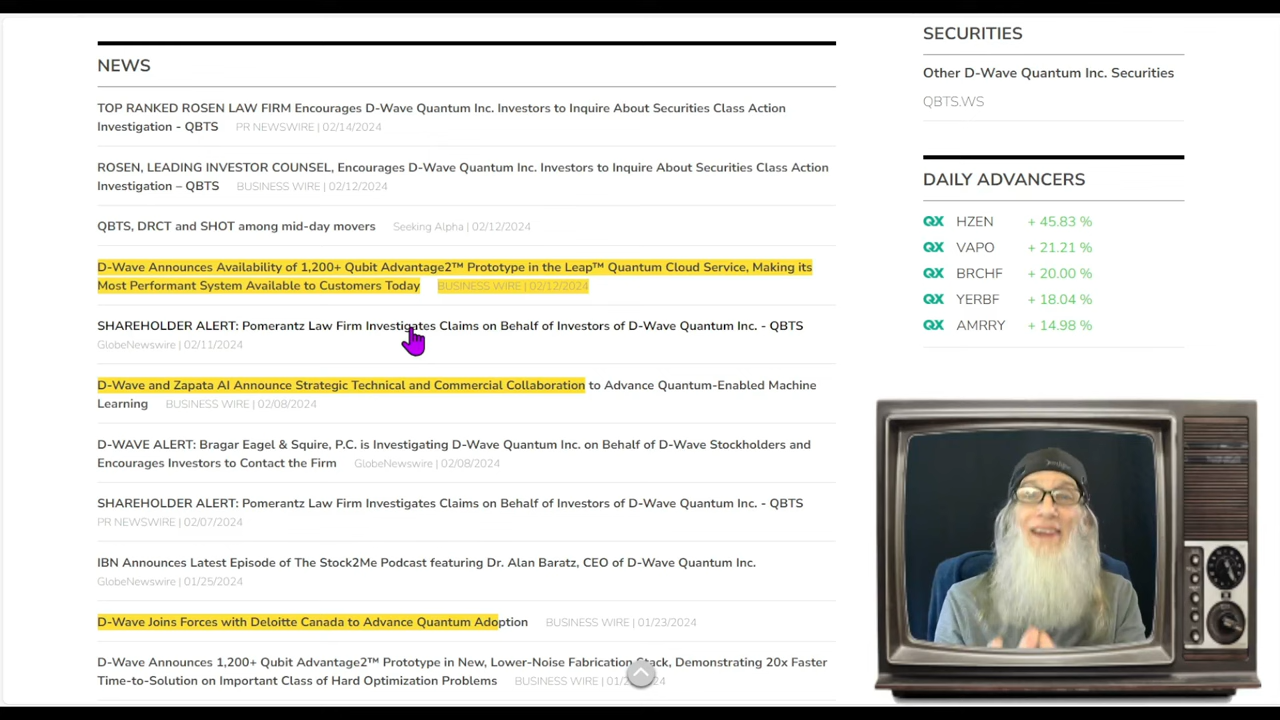 NEWS
TOP RANKED ROSEN LAW FIRM Encourages D-Wave Quantum Inc. Investors to Inquire About Securities Class Action
Investigation - QBTS PR NEWSWIRE | 02/14/2024
ROSEN, LEADING INVESTOR COUNSEL, Encourages D-Wave Quantum Inc. Investors to Inquire About Securities Class Action
Investigation – QBTS BUSINESS WIRE | 02/12/2024
QBTS, DRCT and SHOT among mid-day movers Seeking Alpha | 02/12/2024
D-Wave Announces Availability of 1,200+ Qubit Advantage2™ Prototype in the Leap™ Quantum Cloud Service, Making its
Most Performant System Available to Customers Today BUSINESS WIRE | 02/12/2024
SHAREHOLDER ALERT: Pomerantz Law Firm Investigates Claims on Behalf of Investors of D-Wave Quantum Inc. - QBTS
GlobeNewswire | 02/11/2024
D-Wave and Zapata AI Announce Strategic Technical and Commercial Collaboration to Advance Quantum-Enabled Machine
Learning BUSINESS WIRE | 02/08/2024
D-WAVE ALERT: Bragar Eagel & Squire, P.C. is Investigating D-Wave Quantum Inc. on Behalf of D-Wave Stockholders and
Encourages Investors to Contact the Firm GlobeNewswire | 02/08/2024
SHAREHOLDER ALERT: Pomerantz Law Firm Investigates Claims on Behalf of Investors of D-Wave Quantum Inc. - QBTS
PR NEWSWIRE | 02/07/2024
IBN Announces Latest Episode of The Stock2Me Podcast featuring Dr. Alan Baratz, CEO of D-Wave Quantum Inc.
GlobeNewswire | 01/25/2024
D-Wave Joins Forces with Deloitte Canada to Advance Quantum Adoption BUSINESS WIRE | 01/23/2024
D-Wave Announces 1,200+ Qubit Advantage2™ Prototype in New, Lower-Noise Fabrication Stack, Demonstrating 20x Faster
Time-to-Solution on Important Class of Hard Optimization Problems BUSINESS WIRE
SECURITIES
Other D-Wave Quantum Inc. Securities
QBTS.WS
DAILY ADVANCERS
QX HZEN + 45.83 %
QX VAPO + 21.21 %
QX BRCHF + 20.00 %
QX YERBF + 18.04 %
QX AMRRY + 14.98 %